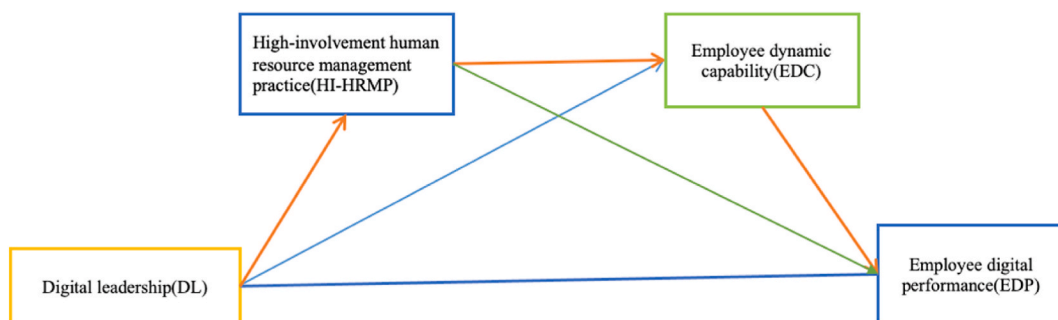 High-involvement human
resource management
practice(HI-HRMP)
Employee dynamic
capability(EDC)
Digital leadership(DL)
Employee digital
performance(EDP)